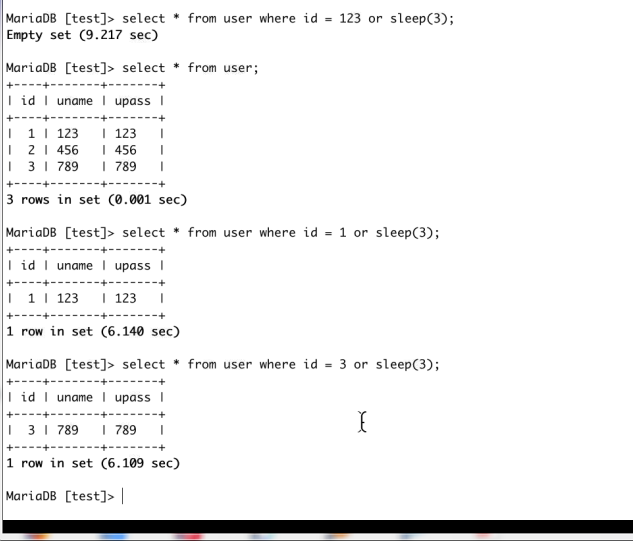 MariaDB [test]> select * from user where id = 123 or sleep(3);
Empty set (9.217 sec)
MariaDB [test]> select * from user;
+----+-------+-------+
| id | uname | upass |
+----+-------+-------+
|  1 | 123   | 123   |
|  2 | 456   | 456   |
|  3 | 789   | 789   |
+----+-------+-------+
3 rows in set (0.001 sec)
MariaDB [test]> select * from user where id = 1 or sleep(3);
+----+-------+-------+
| id | uname | upass |
+----+-------+-------+
|  1 | 123   | 123   |
+----+-------+-------+
1 row in set (6.140 sec)
MariaDB [test]> select * from user where id = 3 or sleep(3);
+----+-------+-------+
| id | uname | upass |
+----+-------+-------+
|  3 | 789   | 789   |
+----+-------+-------+
1 row in set (6.109 sec)
MariaDB [test]>